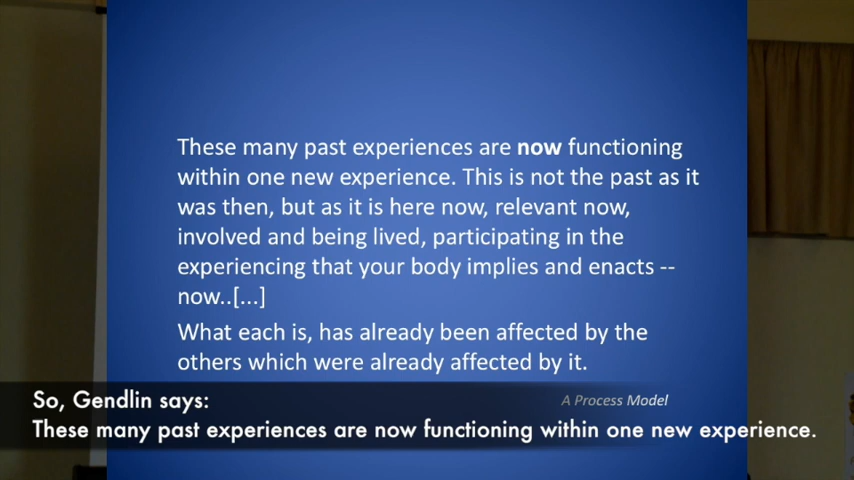 These many past experiences are now functioning
within one new experience. This is not the past as it
was then, but as it is here now, relevant now,
involved and being lived, participating in the
experiencing that your body implies and enacts --
now..[...]
What each is, has already been affected by the
others which were already affected by it.
A Process Model
So, Gendlin says:
These many past experiences are now functioning within one new experience.